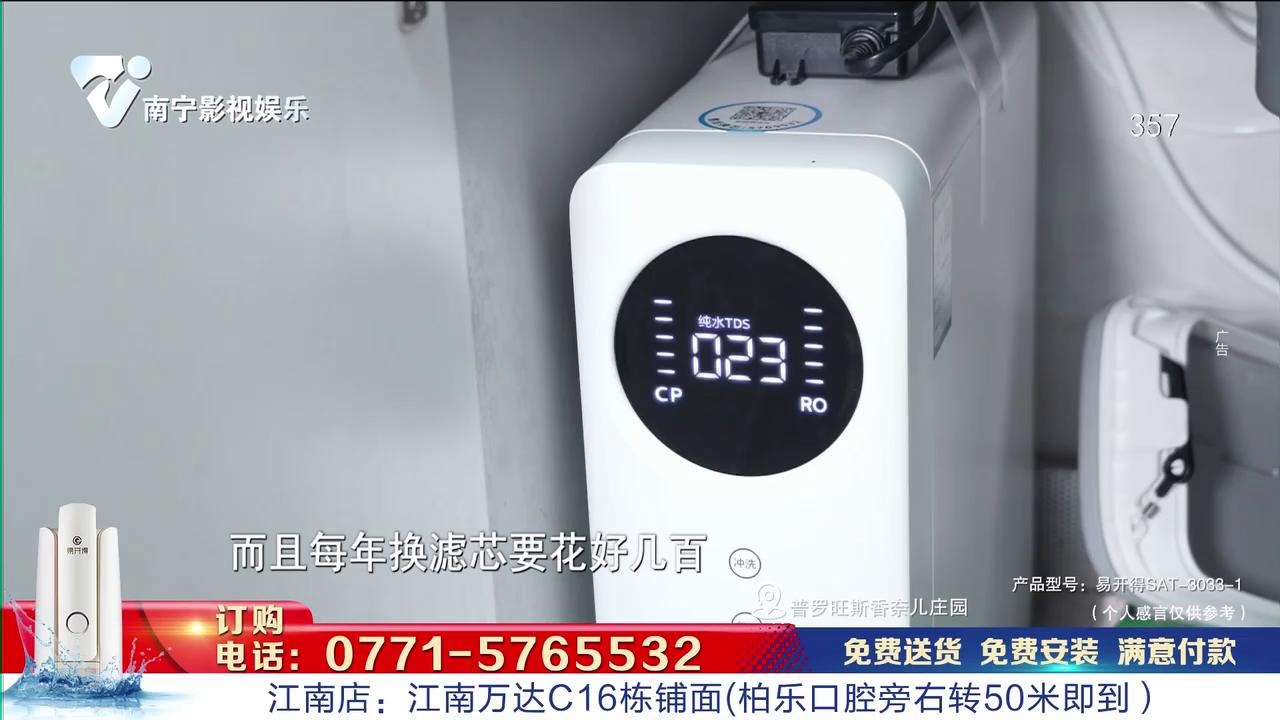 南宁影视娱乐
357
纯水TDS
023
CP
RO
广告
而且每年换滤芯要花好几百
冲洗
产品型号：易开得SAT-3033-1
（个人感言仅供参考）
普罗旺斯香奈儿庄园
易开得
订购
电话：0771-5765532
免费送货 免费安装 满意付款
江南店：江南万达C16栋铺面(柏乐口腔旁右转50米即到）